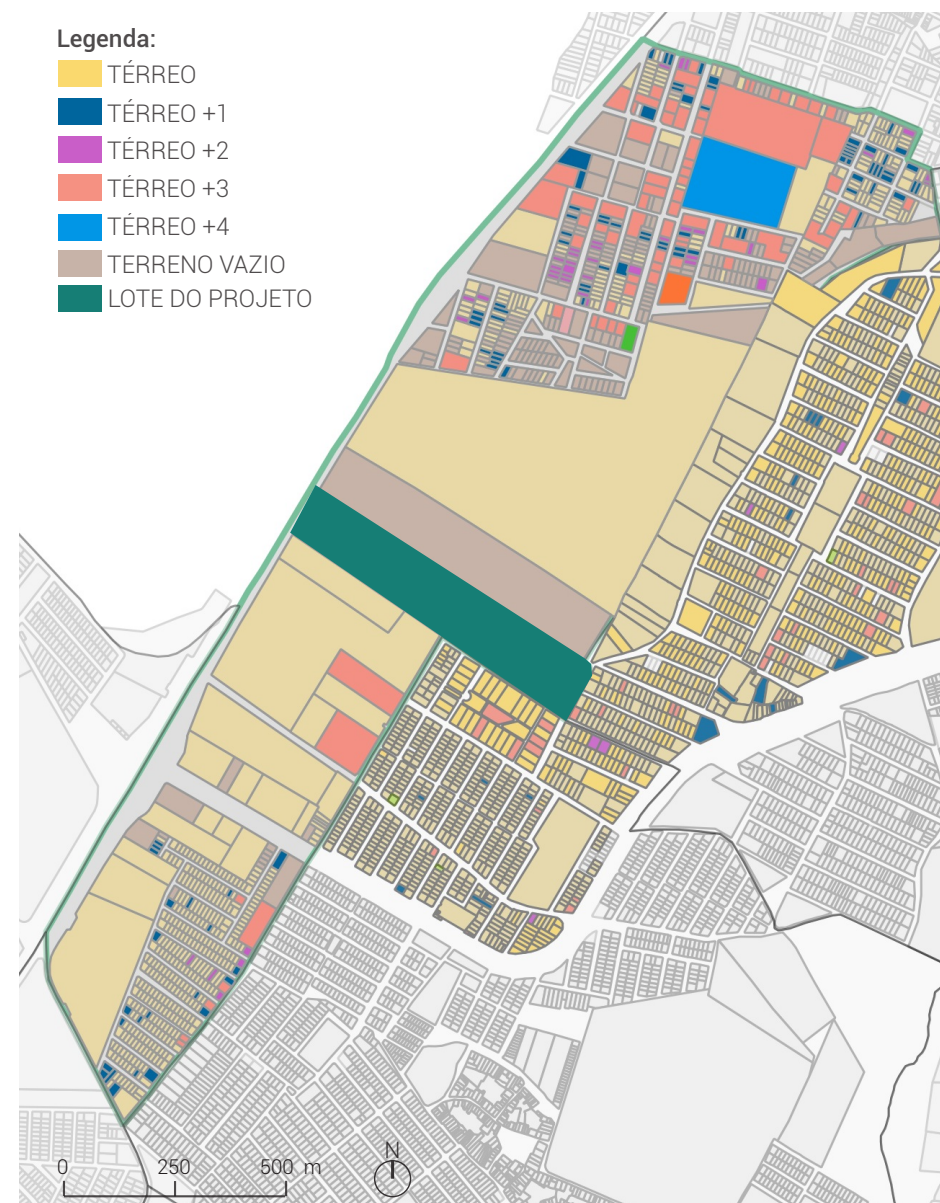 Legenda:
TÉRREO
TÉRREO +1
TÉRREO +2
TÉRREO +3
TÉRREO +4
TERRENO VAZIO
LOTE DO PROJETO
N
0 250 500 m